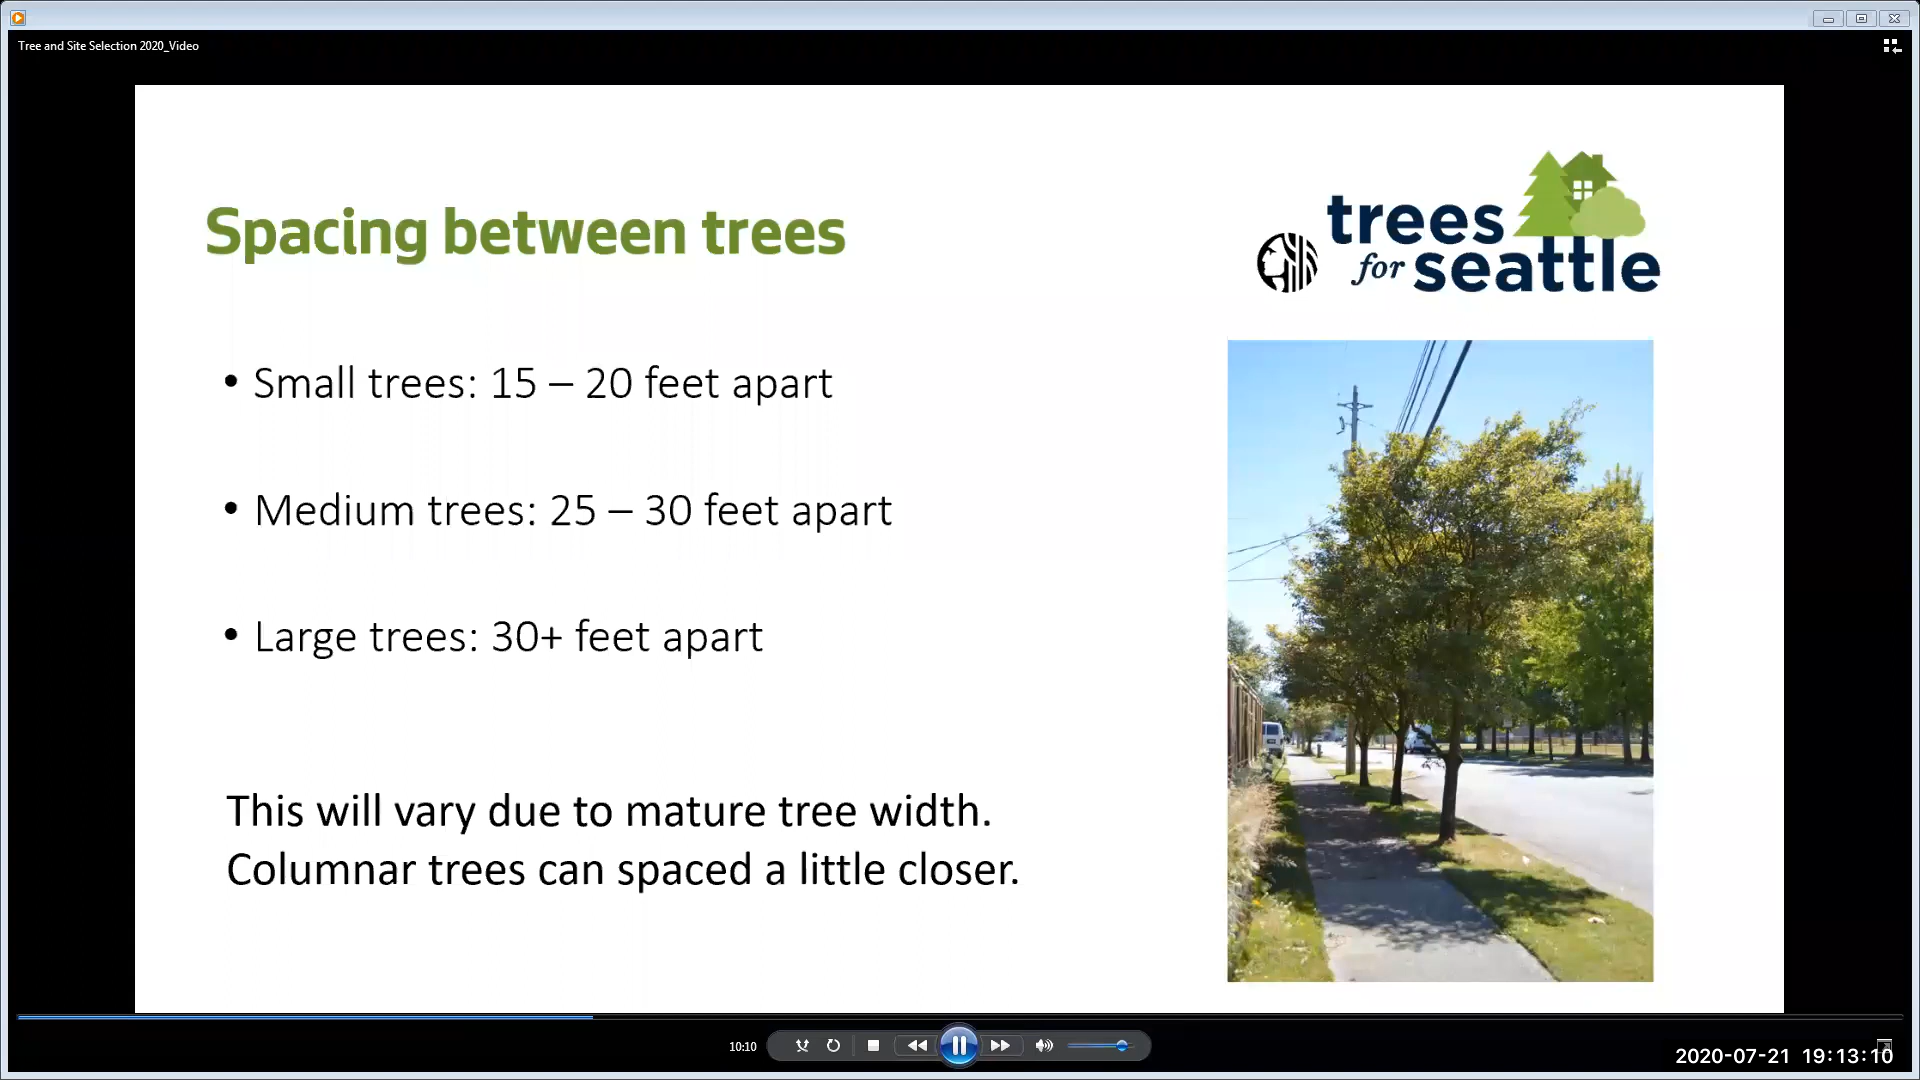 Tree and Site Selection 2020_Video
Spacing between trees
trees
for seattle
• Small trees: 15 – 20 feet apart
• Medium trees: 25 – 30 feet apart
• Large trees: 30+ feet apart
This will vary due to mature tree width.
Columnar trees can spaced a little closer.
10:10
2020-07-21 19:13:10